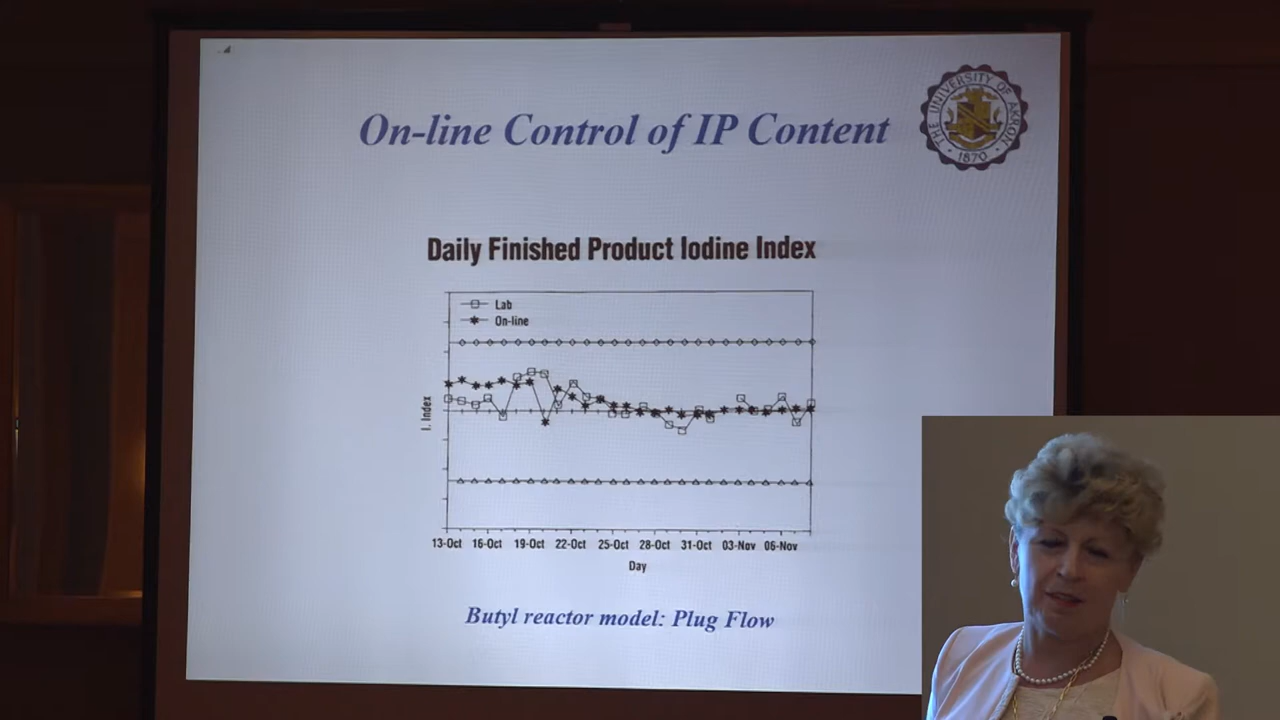 On-line Control of IP Content
THE UNIVERSITY OF AKRON
1870
Daily Finished Product Iodine Index
Lab
On-line
I. Index
13-Oct 16-Oct 19-Oct 22-Oct 25-Oct 28-Oct 31-Oct 03-Nov 06-Nov
Day
Butyl reactor model: Plug Flow